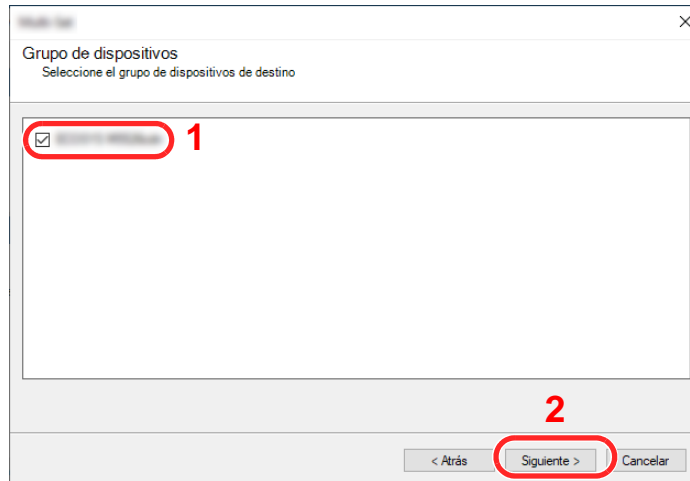 Grupo de dispositivos
Seleccione el grupo de dispositivos de destino
1
2
< Atrás
Siguiente >
Cancelar